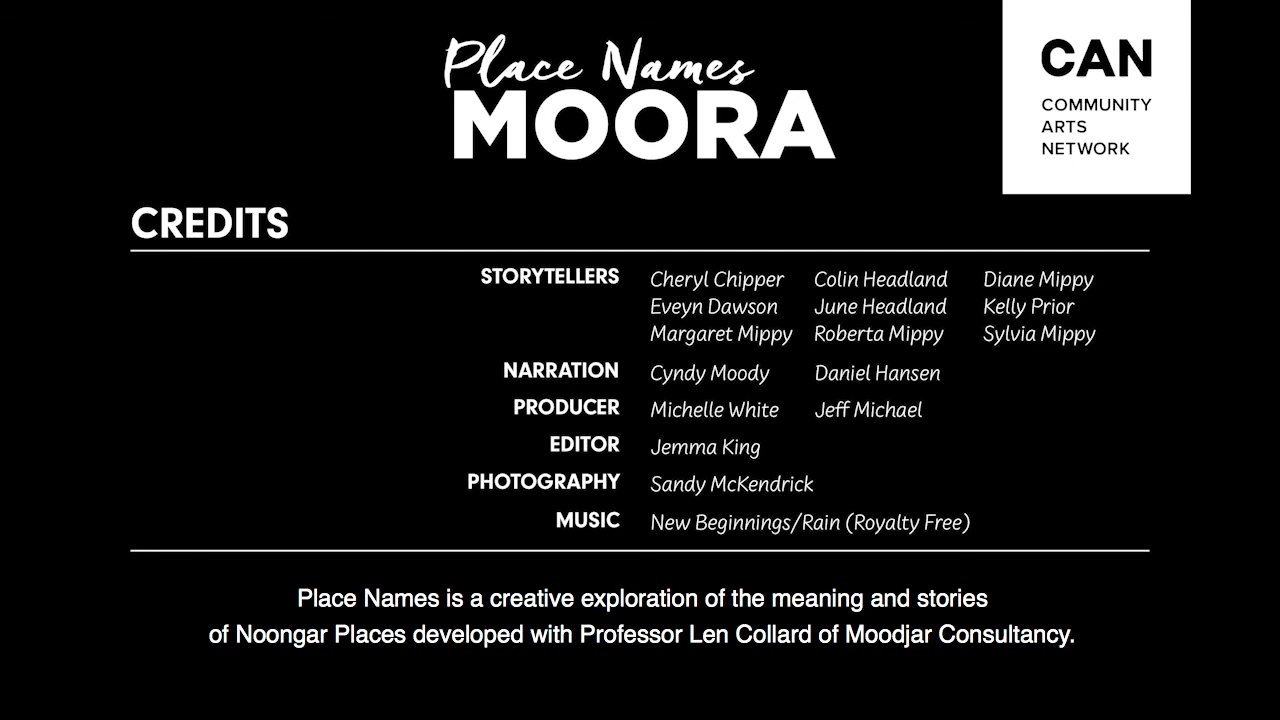 Place Names
MOORA
CAN
COMMUNITY
ARTS
NETWORK
CREDITS
STORYTELLERS Cheryl Chipper Colin Headland Diane Mippy
Eveyn Dawson June Headland Kelly Prior
Margaret Mippy Roberta Mippy Sylvia Mippy
NARRATION Cyndy Moody Daniel Hansen
PRODUCER Michelle White Jeff Michael
EDITOR Jemma King
PHOTOGRAPHY Sandy McKendrick
MUSIC New Beginnings/Rain (Royalty Free)
Place Names is a creative exploration of the meaning and stories
of Noongar Places developed with Professor Len Collard of Moodjar Consultancy.